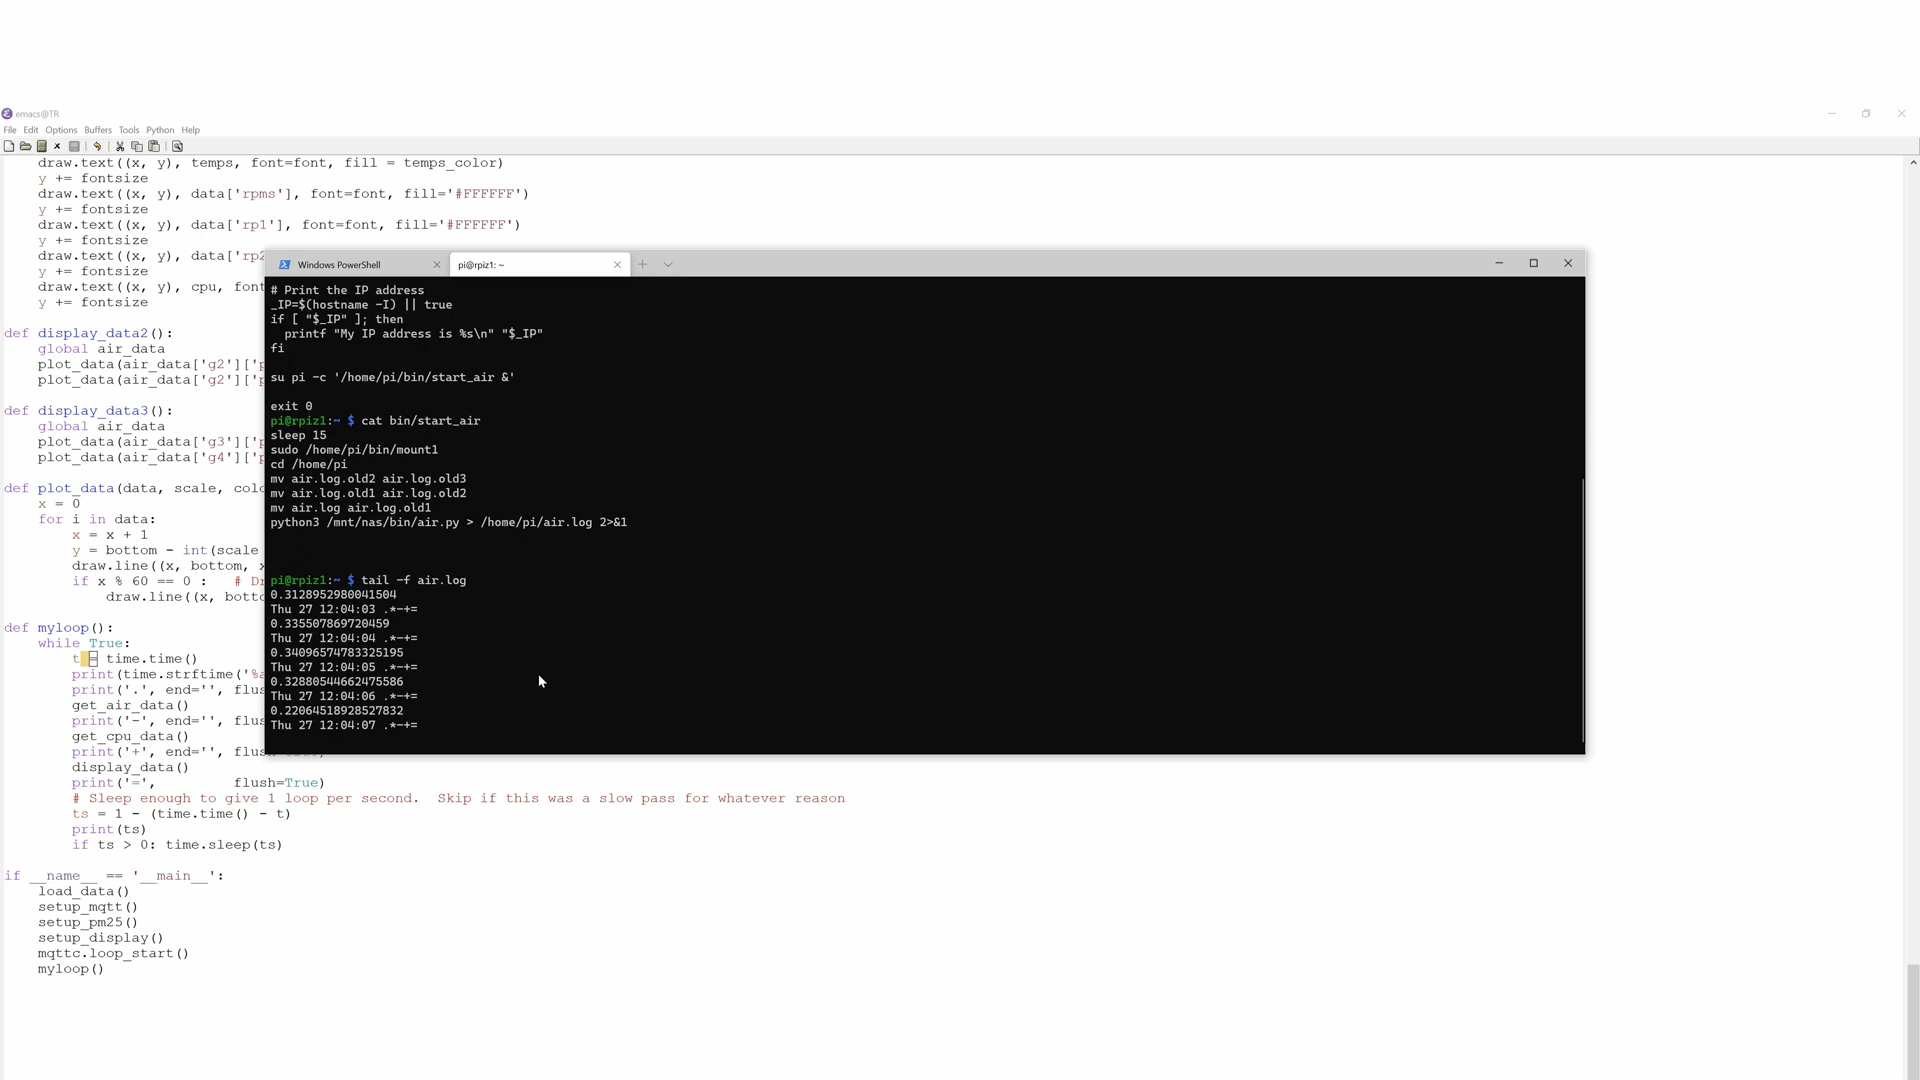 emacs@TR
File Edit Options Buffers Tools Python Help
draw.text((x, y), temps, font=font, fill = temps_color)
y += fontsize
draw.text((x, y), data['rpms'], font=font, fill='#FFFFFF')
y += fontsize
draw.text((x, y), data['rp1'], font=font, fill='#FFFFFF')
y += fontsize
draw.text((x, y), data['rp2
y += fontsize
draw.text((x, y), cpu, font
y += fontsize
def display_data2():
global air_data
plot_data(air_data['g2']['p
plot_data(air_data['g2']['p
def display_data3():
global air_data
plot_data(air_data['g3']['p
plot_data(air_data['g4']['p
def plot_data(data, scale, colo
x = 0
for i in data:
x = x + 1
y = bottom - int(scale
draw.line((x, bottom, x
if x % 60 == 0 :   # Dr
draw.line((x, botto
def myloop():
while True:
t = time.time()
print(time.strftime('%a
print('.', end='', flus
get_air_data()
print('-', end='', flus
get_cpu_data()
print('+', end='', flus
display_data()
print('=',         flush=True)
# Sleep enough to give 1 loop per second.  Skip if this was a slow pass for whatever reason
ts = 1 - (time.time() - t)
print(ts)
if ts > 0: time.sleep(ts)
if __name__ == '__main__':
load_data()
setup_mqtt()
setup_pm25()
setup_display()
mqttc.loop_start()
myloop()
Windows PowerShell
pi@rpiz1: ~
# Print the IP address
_IP=$(hostname -I) || true
if [ "$_IP" ]; then
printf "My IP address is %s\n" "$_IP"
fi
su pi -c '/home/pi/bin/start_air &'
exit 0
pi@rpiz1:~ $ cat bin/start_air
sleep 15
sudo /home/pi/bin/mount1
cd /home/pi
mv air.log.old2 air.log.old3
mv air.log.old1 air.log.old2
mv air.log air.log.old1
python3 /mnt/nas/bin/air.py > /home/pi/air.log 2>&1
pi@rpiz1:~ $ tail -f air.log
0.3128952980041504
Thu 27 12:04:03 .*-+=
0.335507869720459
Thu 27 12:04:04 .*-+=
0.34096574783325195
Thu 27 12:04:05 .*-+=
0.32880544662475586
Thu 27 12:04:06 .*-+=
0.22064518928527832
Thu 27 12:04:07 .*-+=